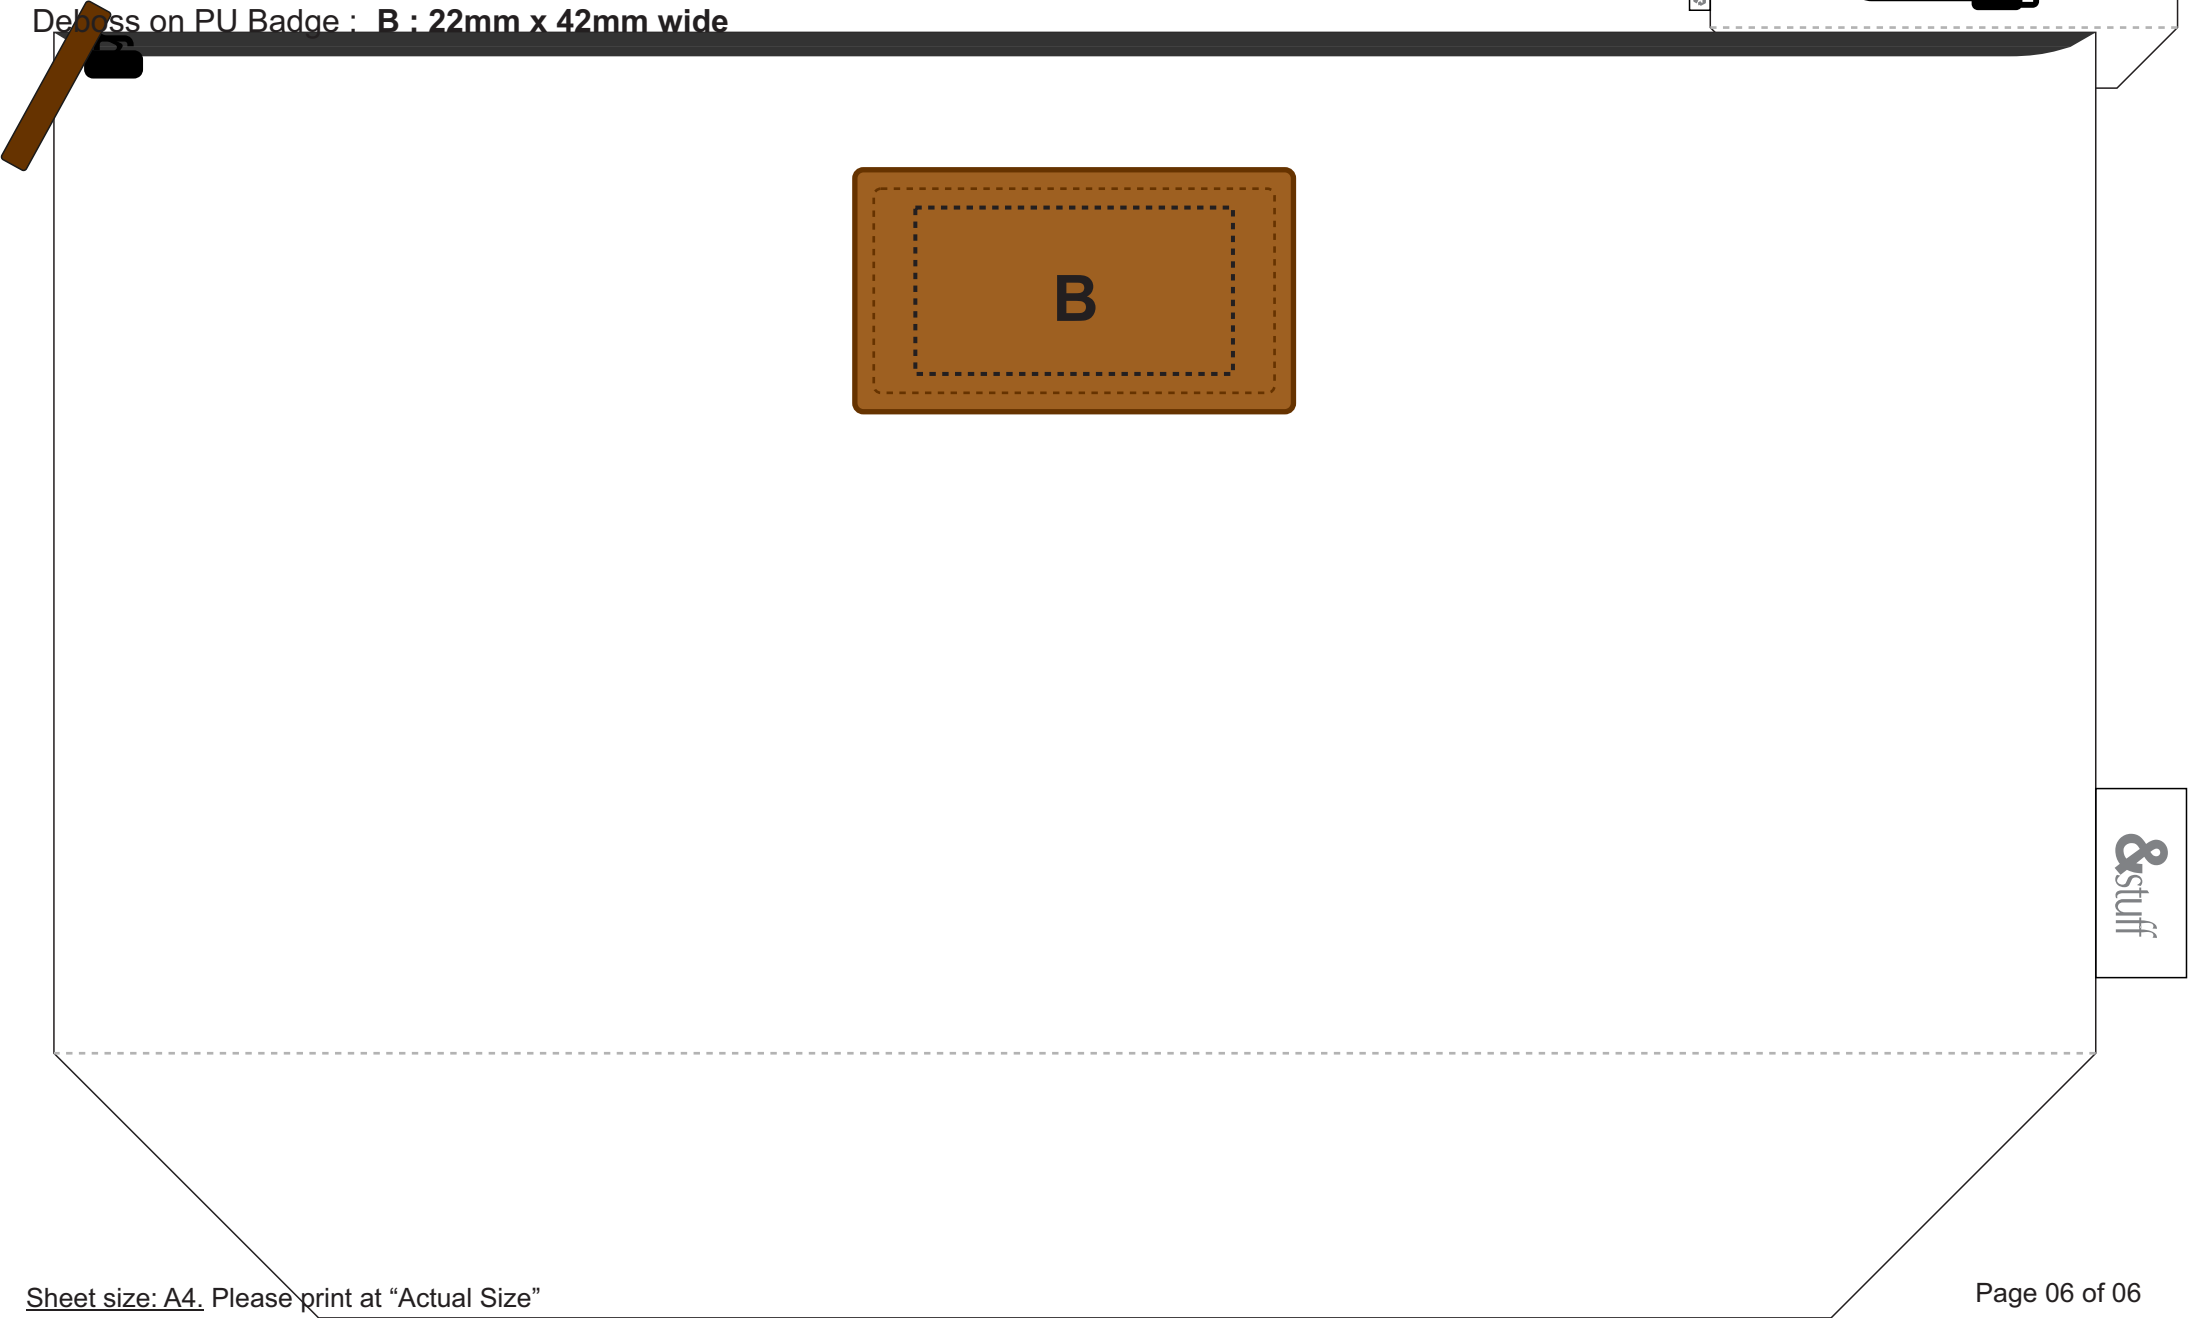 Deboss on PU Badge : B : 22mm x 42mm wide
B
&stuff
Sheet size: A4. Please print at “Actual Size”
Page 06 of 06